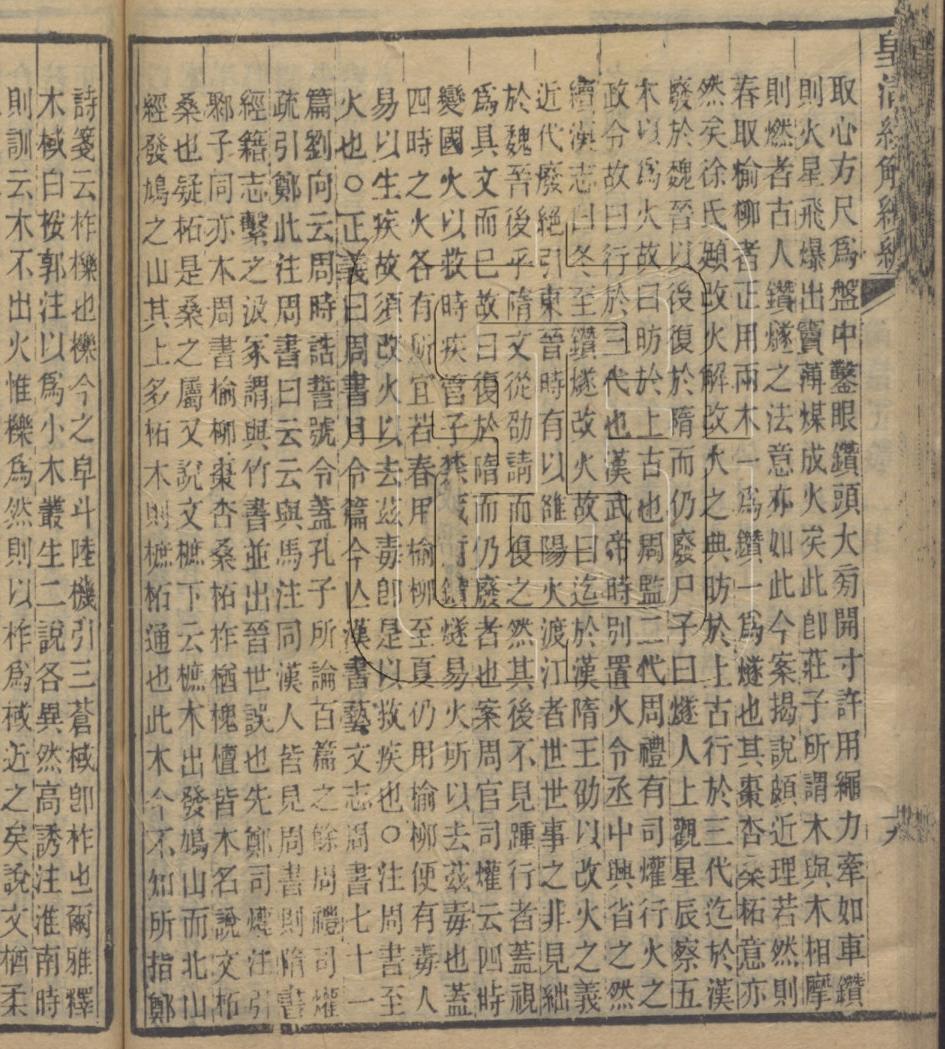 皇清經解續編
取心方尺爲盤中鑿眼鑽頭大旁開寸許用繩力牽如車鑽
則火星飛爆出竇薄煤成火矣此卽莊子所謂木與木相摩
則燃者古人鑽燧之法意亦如此今案揭說頗近理若然則
春取榆柳者正用兩木一爲鑽一爲燧也其棗杏桑柘意亦
然矣徐氏頲改火解改火之典昉於上古行於三代迄於漢
廢於魏晉以後復於隋而仍廢尸子曰燧人上觀星辰察五
木以爲火故曰昉於上古也周監二代周禮有司爟行火之
政令故曰行於三代也漢武帝時別置火令丞中興省之然
續漢志曰冬至鑽燧改火故曰迄於漢隋王劭以改火之義
近代廢絕引東晉時有以雒陽火渡江者世世事之非見絀
於魏晉後乎隋文從劭請而復之然其後不見踵行者蓋視
爲具文而已故曰復於隋而仍廢者也案周官司爟云四時
變國火以救時疾管子禁藏行鑽燧易火所以去茲毒也蓋
四時之火各有所宜若春用榆柳至夏仍用榆柳便有毒人
易以生疾故須改火以去茲毒卽是以救疾也○注周書至
火也○正義曰周書月令篇今亾漢書藝文志周書七十一
篇劉向云周時誥誓號令蓋孔子所論百篇之餘周禮司爟
疏引鄭此注周書曰云云與馬注同漢人皆見周書則隋書
經籍志繫之汲冢謂與竹書並出晉世誤也先鄭司爟注引
鄹子同亦本周書榆柳棗杏桑柘柞楢槐檀皆木名說文柘
桑也疑柘是桑之屬又說文樜下云樜木出發鳩山而北山
經發鳩之山其上多柘木則樜柘通也此木今不知所指鄭
詩箋云柞櫟也櫟今之皁斗陸機引三蒼棫卽柞也爾雅釋
木棫白桵郭注以爲小木叢生二說各異然高誘注淮南時
則訓云木不出火惟櫟爲然則以柞爲棫近之矣說文楢柔